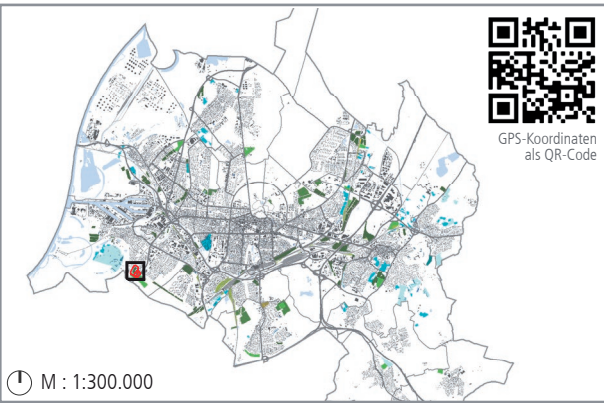 GPS-Koordinaten
als QR-Code
M : 1:300.000